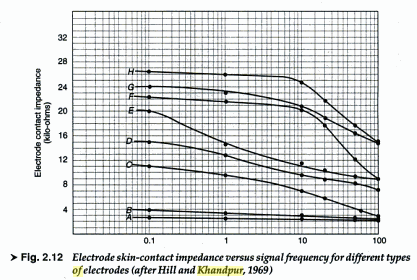 32
28
24
20
16
12
8
4
Electrode contact impedance
(kilo-ohms)
H
G
F
E
D
C
B
A
0.1 1 10 100
➤ Fig. 2.12 Electrode skin-contact impedance versus signal frequency for different types
of electrodes (after Hill and Khandpur, 1969)